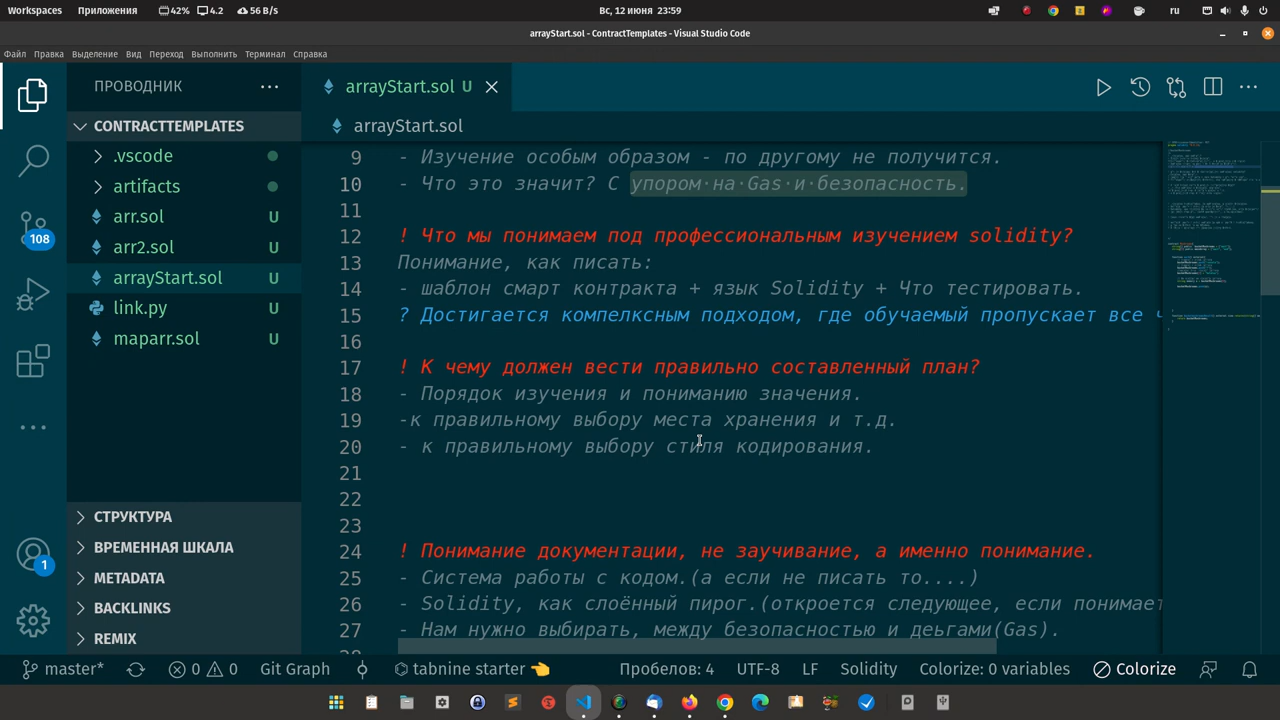 Workspaces Приложения 42% 4.2 56 B/s Вс, 12 июня 23:59 ru
arrayStart.sol - ContractTemplates - Visual Studio Code
Файл Правка Выделение Вид Переход Выполнить Терминал Справка
ПРОВОДНИК
arrayStart.sol U
CONTRACTTEMPLATES
arrayStart.sol
.vscode
artifacts
arr.sol U
arr2.sol U
arrayStart.sol U
link.py U
maparr.sol U
108
9 - Изучение особым образом - по другому не получится.
10 - Что это значит? С упором·на·Gas·и·безопасность.
11
12 ! Что мы понимаем под профессиональным изучением solidity?
13 Понимание, как писать:
14 - шаблон смарт контракта + язык Solidity + Что тестировать.
15 ? Достигается компелксным подходом, где обучаемый пропускает все ч
16
17 ! К чему должен вести правильно составленный план?
18 - Порядок изучения и пониманию значения.
19 -к правильному выбору места хранения и т.д.
20 - к правильному выбору стиля кодирования.
21
22
23
24 ! Понимание документации, не заучивание, а именно понимание.
25 - Система работы с кодом.(а если не писать то....)
26 - Solidity, как слоённый пирог.(откроется следующее, если понимает
27 - Нам нужно выбирать, между безопасностью и деьгами(Gas).
СТРУКТУРА
ВРЕМЕННАЯ ШКАЛА
METADATA
BACKLINKS
REMIX
1
master* 0 0 Git Graph tabnine starter Пробелов: 4 UTF-8 LF Solidity Colorize: 0 variables Colorize